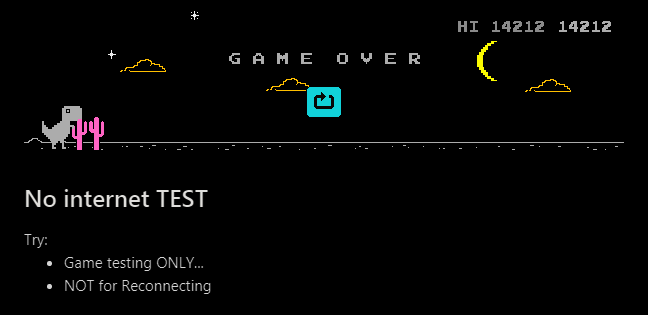 HI 14212 14212
GAME OVER
No internet TEST
Try:
Game testing ONLY...
NOT for Reconnecting